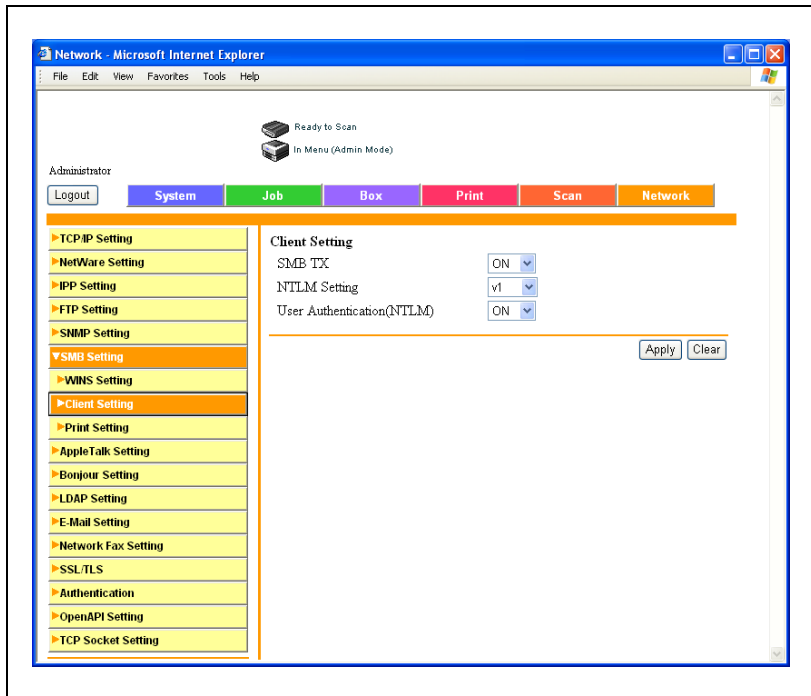 Network - Microsoft Internet Explorer
File Edit View Favorites Tools Help
Ready to Scan
In Menu (Admin Mode)
Administrator
Logout System Job Box Print Scan Network
TCP/IP Setting
NetWare Setting
IPP Setting
FTP Setting
SNMP Setting
SMB Setting
WINS Setting
Client Setting
Print Setting
AppleTalk Setting
Bonjour Setting
LDAP Setting
E-Mail Setting
Network Fax Setting
SSL/TLS
Authentication
OpenAPI Setting
TCP Socket Setting
Client Setting
SMB TX ON
NTLM Setting v1
User Authentication(NTLM) ON
Apply Clear